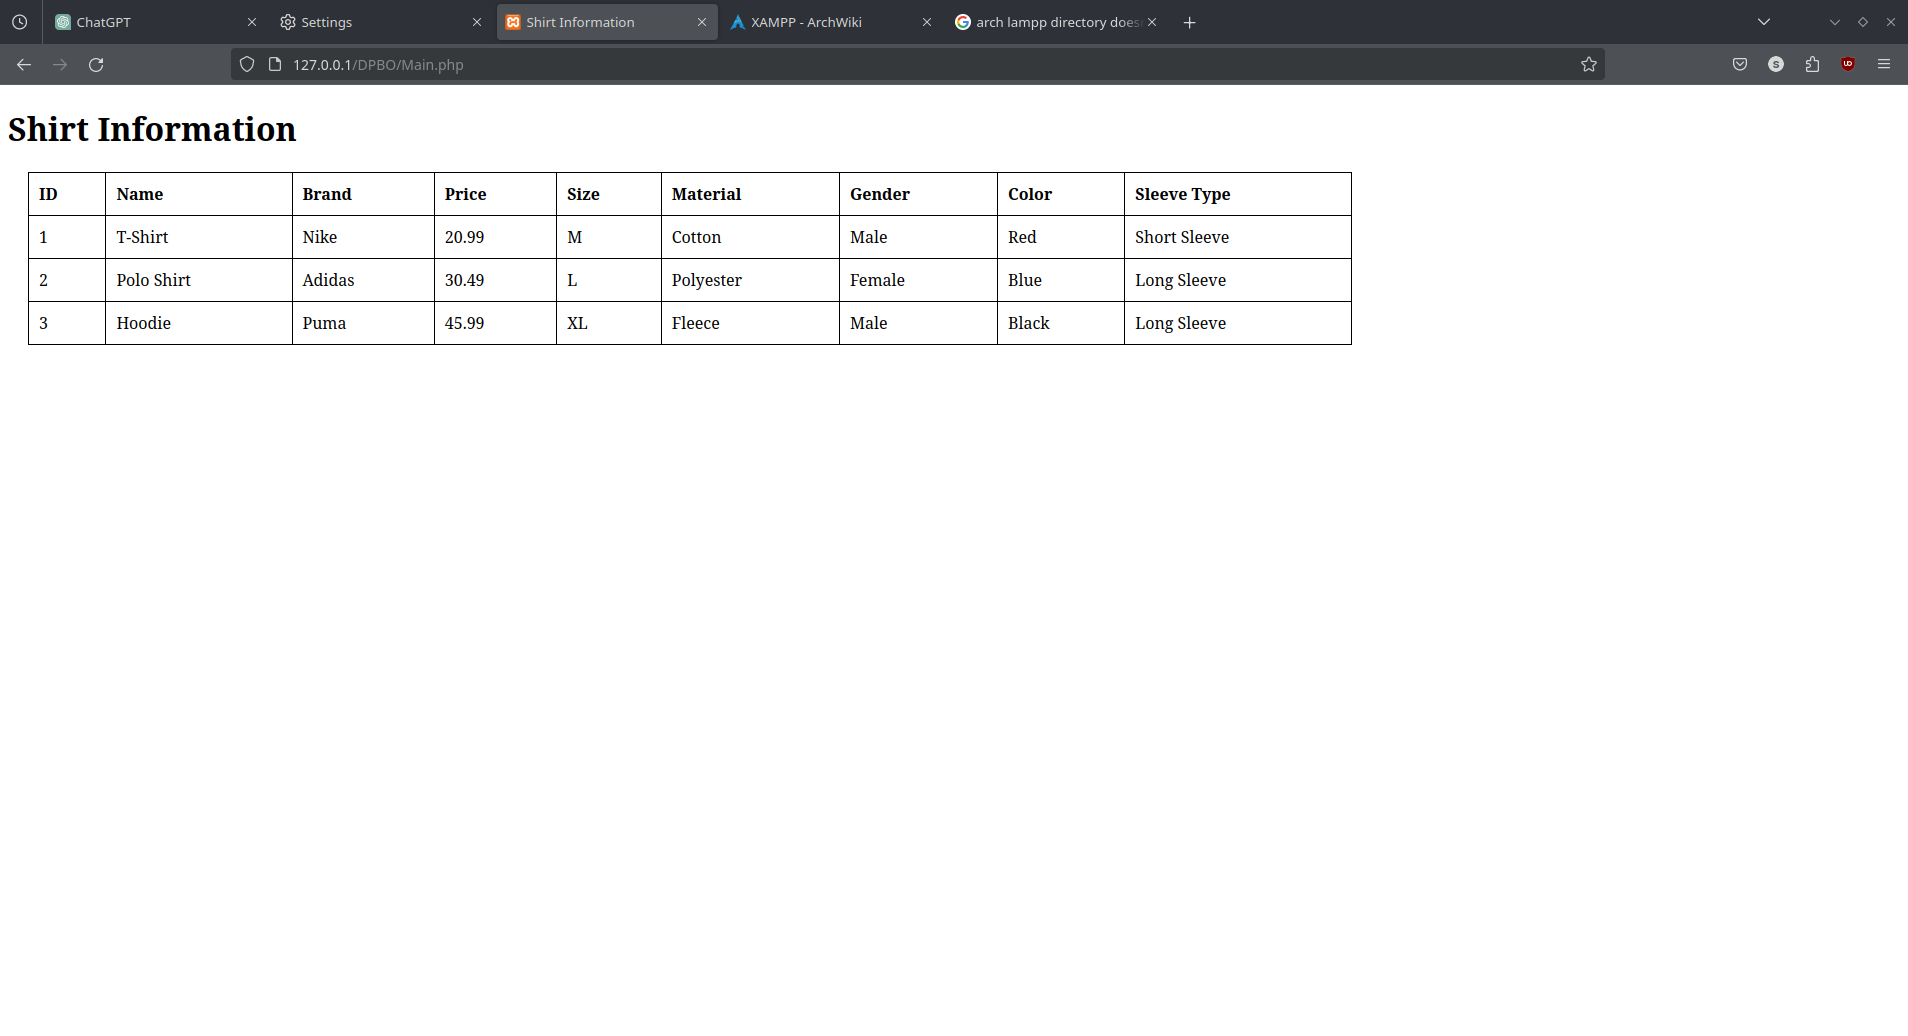 ChatGPT Settings Shirt Information XAMPP - ArchWiki arch lampp directory does
127.0.0.1/DPBO/Main.php S
Shirt Information
ID Name Brand Price Size Material Gender Color Sleeve Type
1 T-Shirt Nike 20.99 M Cotton Male Red Short Sleeve
2 Polo Shirt Adidas 30.49 L Polyester Female Blue Long Sleeve
3 Hoodie Puma 45.99 XL Fleece Male Black Long Sleeve